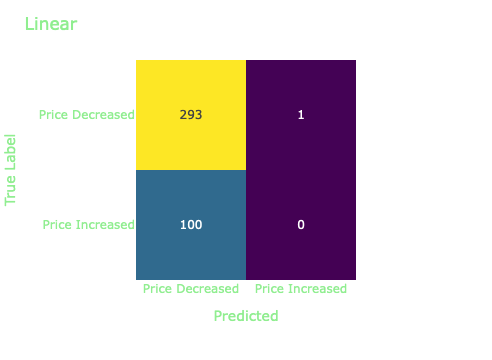 Linear
True Label
Price Decreased
293
1
Price Increased
100
0
Price Decreased
Price Increased
Predicted